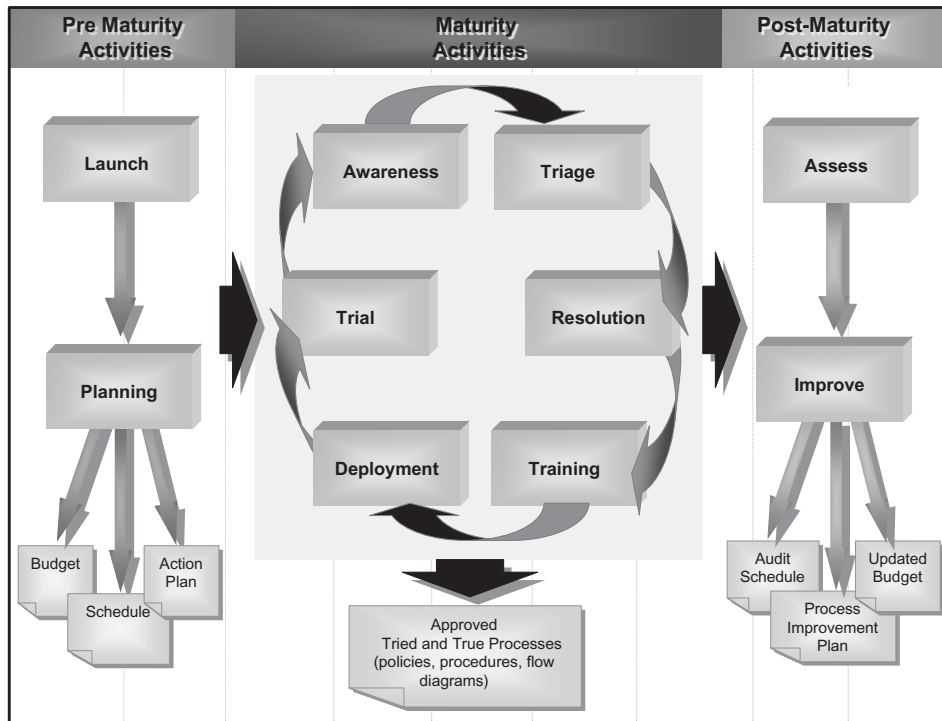 Pre Maturity
Activities
Maturity
Activities
Post-Maturity
Activities
Launch
Planning
Budget
Schedule
Action
Plan
Awareness
Triage
Trial
Resolution
Deployment
Training
Approved
Tried and True Processes
(policies, procedures, flow
diagrams)
Assess
Improve
Audit
Schedule
Process
Improvement
Plan
Updated
Budget